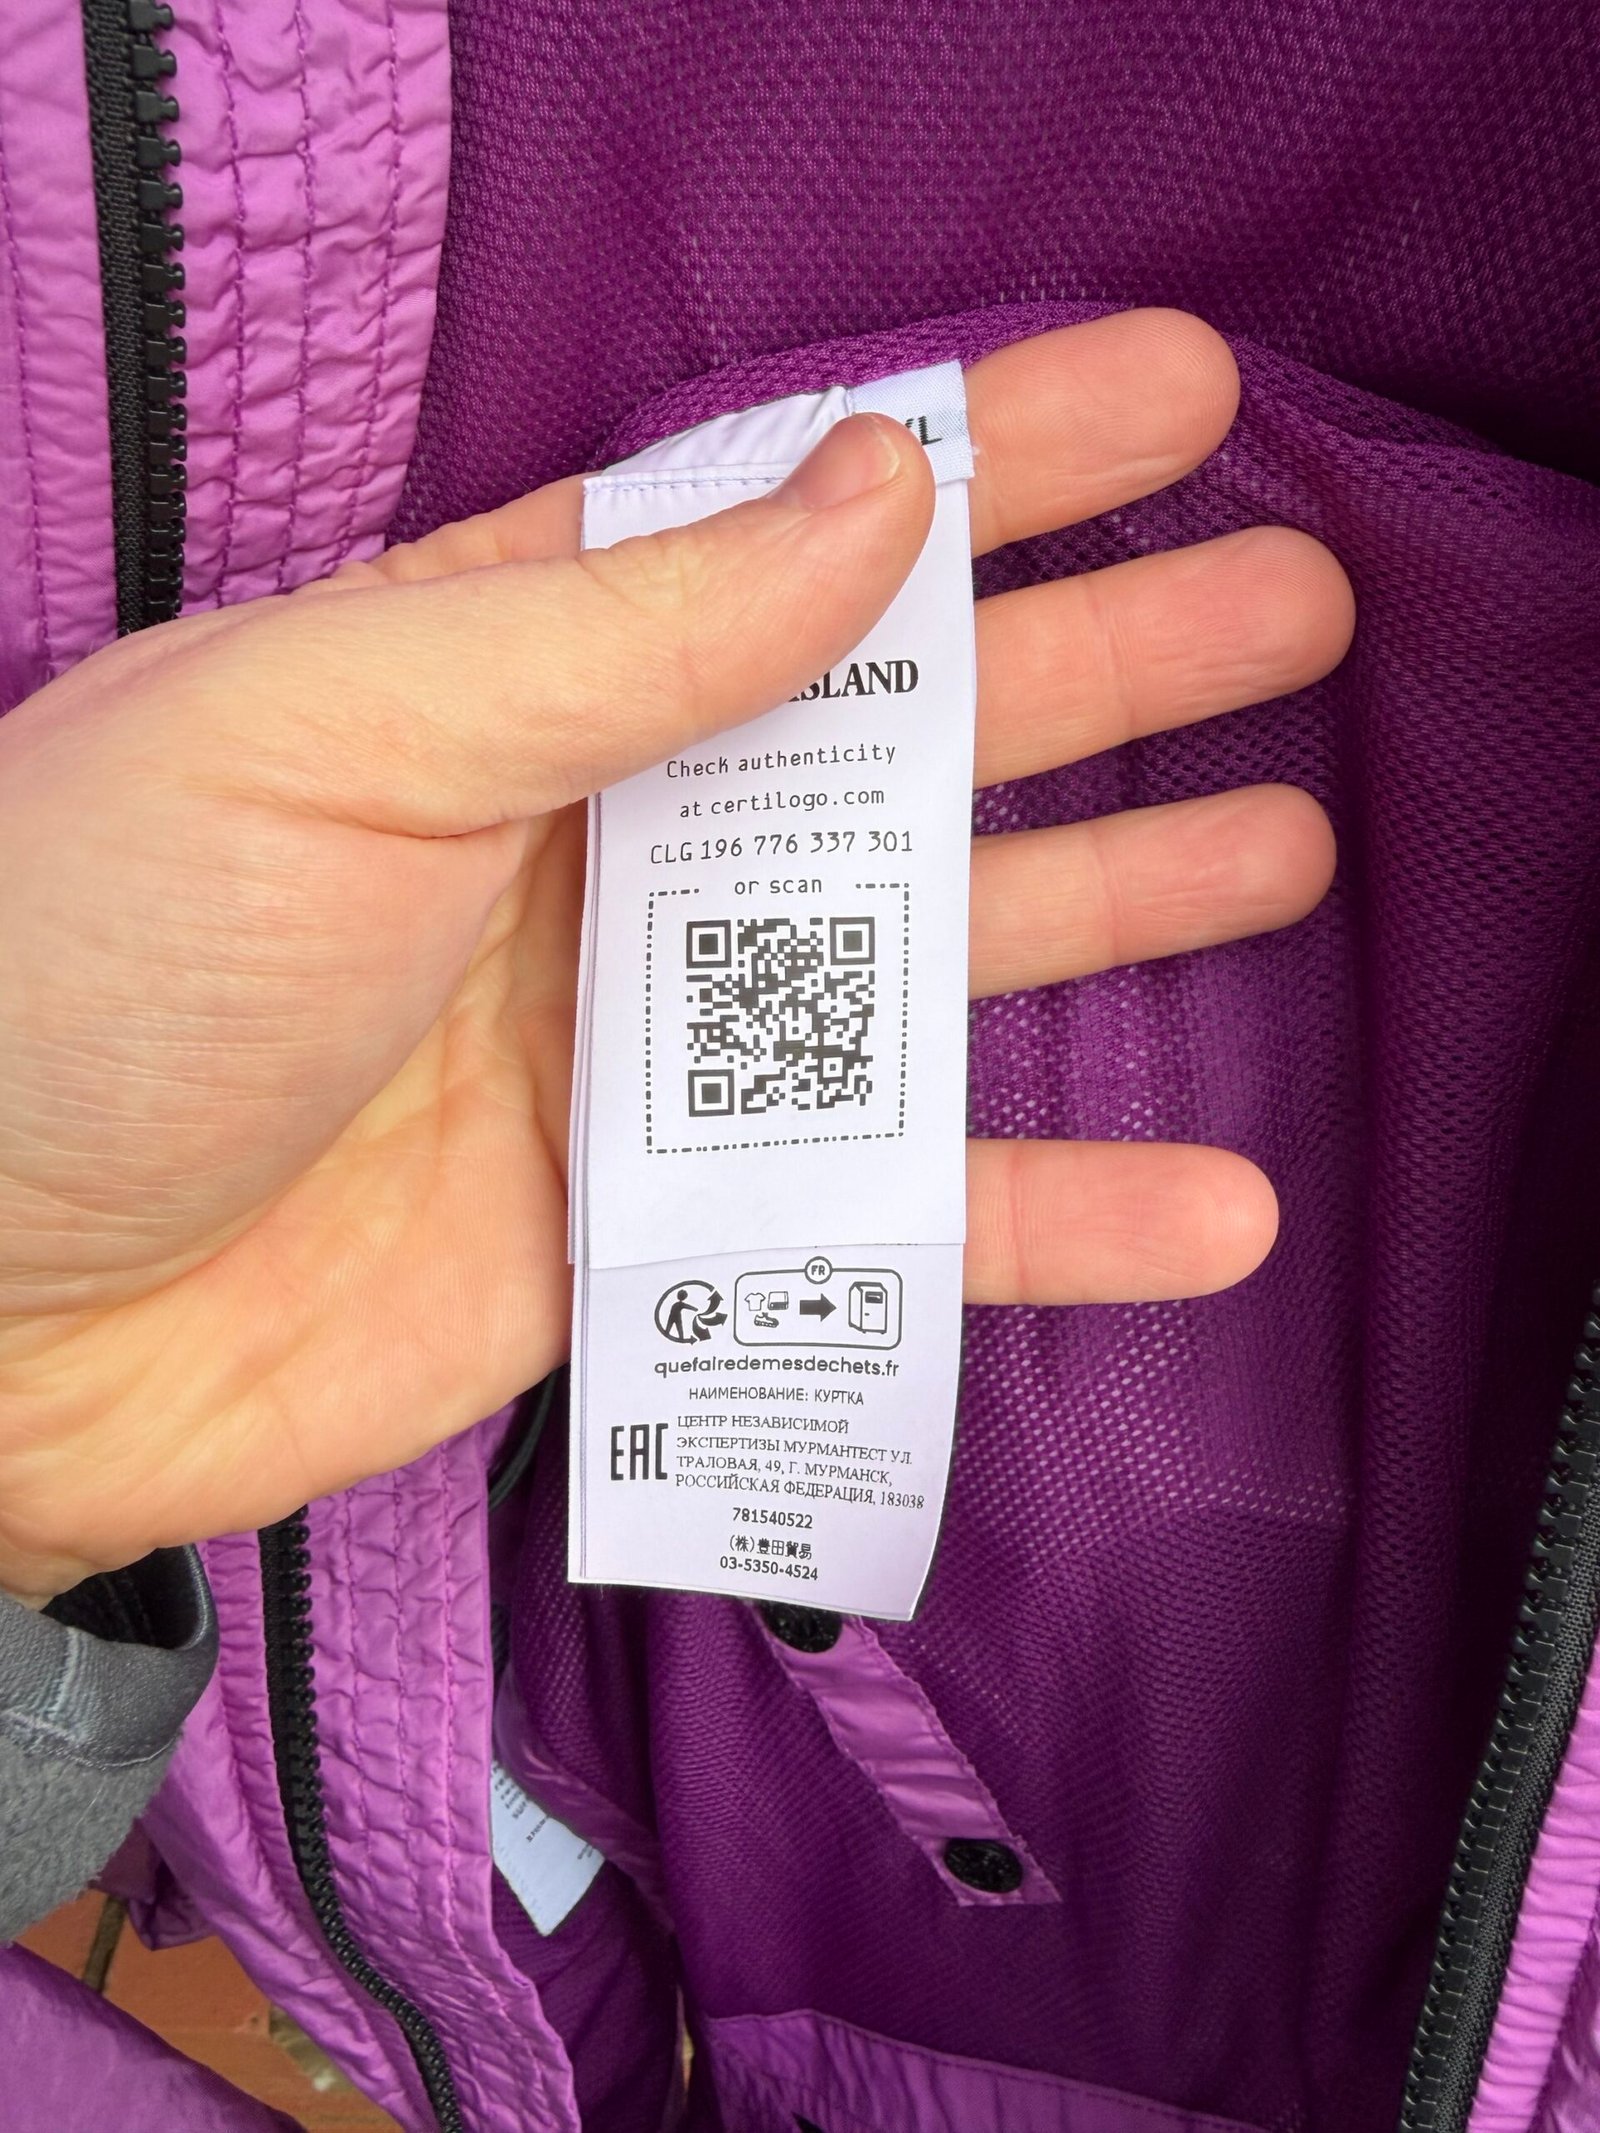 ISLAND
Check authenticity
at certilogo.com
CLG 196 776 337 301
or scan
FR
quefairedemesdechets.fr
НАИМЕНОВАНИЕ: КУРТКА
EAC
ЦЕНТР НЕЗАВИСИМОЙ
ЭКСПЕРТИЗЫ МУРМАНТЕСТ УЛ.
ТРАЛОВАЯ, 49, Г. МУРМАНСК,
РОССИЙСКАЯ ФЕДЕРАЦИЯ, 183038
781540522
(株)豊田貿易
03-5350-4524